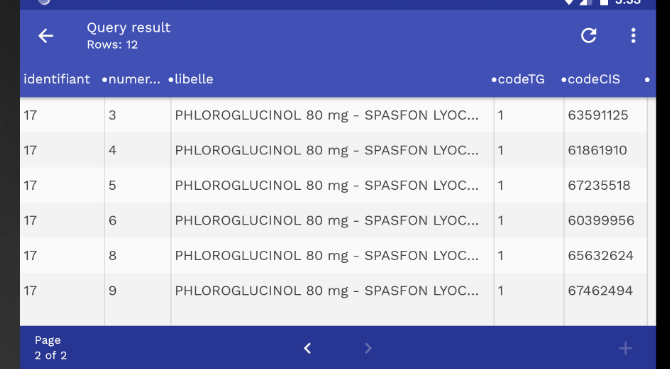 Query result
Rows: 12
identifiant •numer... •libelle •codeTG •codeCIS •
17 3 PHLOROGLUCINOL 80 mg - SPASFON LYOC... 1 63591125
17 4 PHLOROGLUCINOL 80 mg - SPASFON LYOC... 1 61861910
17 5 PHLOROGLUCINOL 80 mg - SPASFON LYOC... 1 67235518
17 6 PHLOROGLUCINOL 80 mg - SPASFON LYOC... 1 60399956
17 8 PHLOROGLUCINOL 80 mg - SPASFON LYOC... 1 65632624
17 9 PHLOROGLUCINOL 80 mg - SPASFON LYOC... 1 67462494
Page
2 of 2